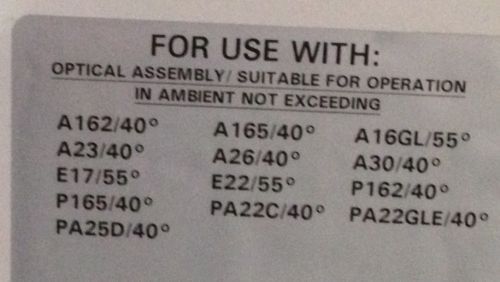 FOR USE WITH:
OPTICAL ASSEMBLY/ SUITABLE FOR OPERATION
IN AMBIENT NOT EXCEEDING
A162/40° A165/40° A16GL/55°
A23/40° A26/40° A30/40°
E17/55° E22/55° P162/40°
P165/40° PA22C/40° PA22GLE/40°
PA25D/40°